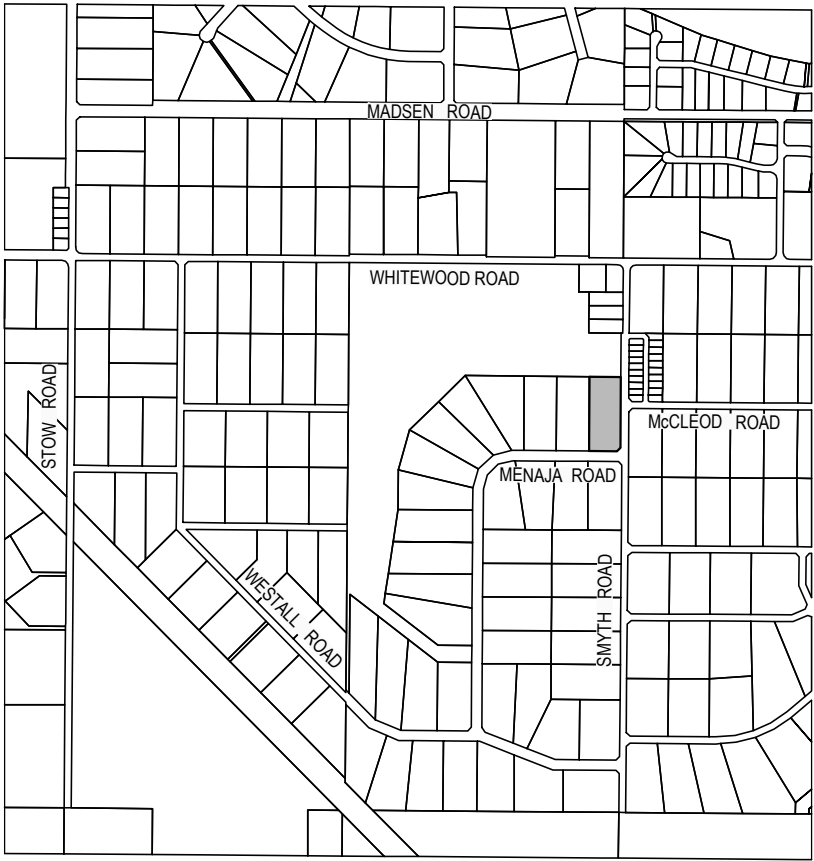 MADSEN ROAD
WHITEWOOD ROAD
STOW ROAD
McCLEOD ROAD
MENAJA ROAD
WESTALL ROAD
SMYTH ROAD